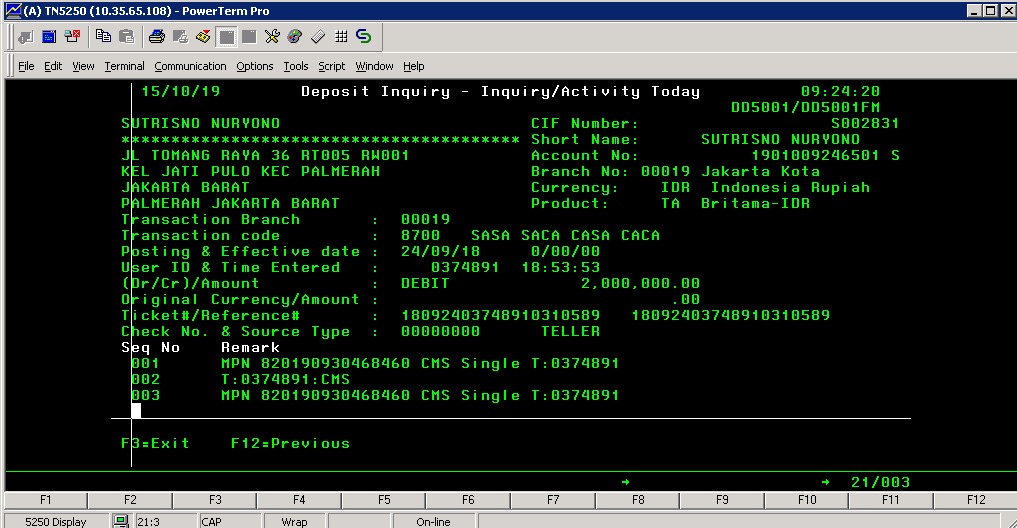 (A) TN5250 (10.35.65.108) - PowerTerm Pro
File Edit View Terminal Communication Options Tools Script Window Help
15/10/19 Deposit Inquiry - Inquiry/Activity Today 09:24:20
DD5001/DD5001FM
SUTRISNO NURYONO CIF Number: S002831
**************************************** Short Name: SUTRISNO NURYONO
JL TOMANG RAYA 36 RT005 RW001 Account No: 1901009246501 S
KEL JATI PULO KEC PALMERAH Branch No: 00019 Jakarta Kota
JAKARTA BARAT Currency: IDR Indonesia Rupiah
PALMERAH JAKARTA BARAT Product: TA Britama-IDR
Transaction Branch : 00019
Transaction code : 8700 SASA SACA CASA CACA
Posting & Effective date : 24/09/18 0/00/00
User ID & Time Entered : 0374891 18:53:53
(Dr/Cr)/Amount : DEBIT 2,000,000.00
Original Currency/Amount : .00
Ticket#/Reference# : 18092403748910310589 18092403748910310589
Check No. & Source Type : 00000000 TELLER
Seq No Remark
001 MPN 820190930468460 CMS Single T:0374891
002 T:0374891:CMS
003 MPN 820190930468460 CMS Single T:0374891
F3=Exit F12=Previous
21/003
F1 F2 F3 F4 F5 F6 F7 F8 F9 F10 F11 F12
5250 Display 21:3 CAP Wrap On-line